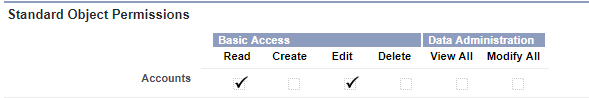 Standard Object Permissions
Basic Access Data Administration
Read Create Edit Delete View All Modify All
Accounts